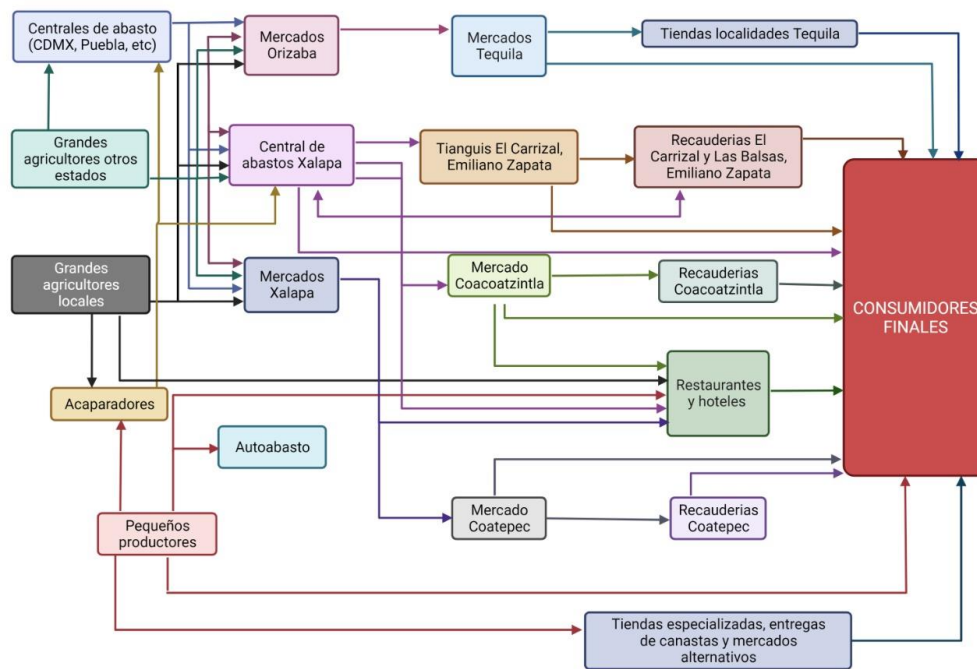 Centrales de abasto
(CDMX, Puebla, etc)
Mercados
Orizaba
Mercados
Tequila
Tiendas localidades Tequila
Grandes
agricultores otros
estados
Central de
abastos Xalapa
Tianguis El Carrizal,
Emiliano Zapata
Recauderias El
Carrizal y Las Balsas,
Emiliano Zapata
Grandes
agricultores
locales
Mercados
Xalapa
Mercado
Coacoatzintla
Recauderias
Coacoatzintla
CONSUMIDORES
FINALES
Acaparadores
Restaurantes
y hoteles
Autoabasto
Pequeños
productores
Mercado
Coatepec
Recauderias
Coatepec
Tiendas especializadas, entregas
de canastas y mercados
alternativos